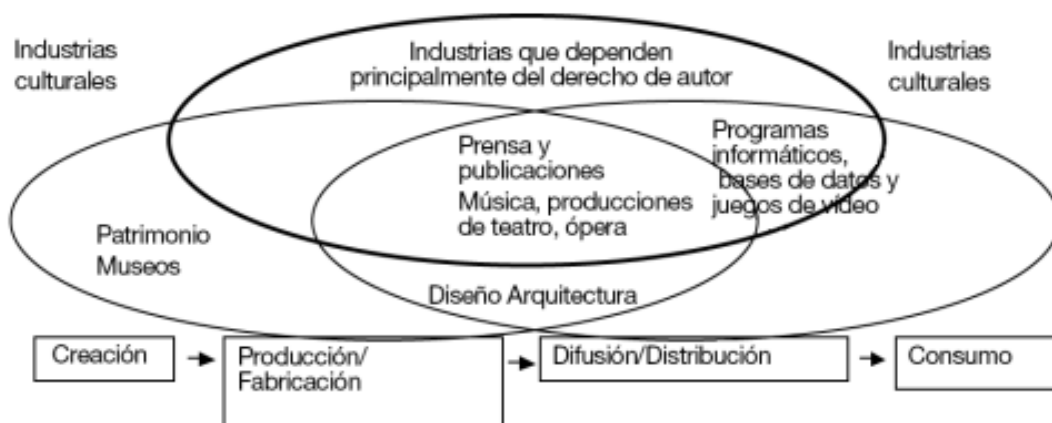 Industrias
culturales
Industrias que dependen
principalmente del derecho de autor
Industrias
culturales
Prensa y
publicaciones
Música, producciones
de teatro, ópera
Programas
informáticos,
bases de datos y
juegos de vídeo
Patrimonio
Museos
Diseño Arquitectura
Creación
Producción/
Fabricación
Difusión/Distribución
Consumo